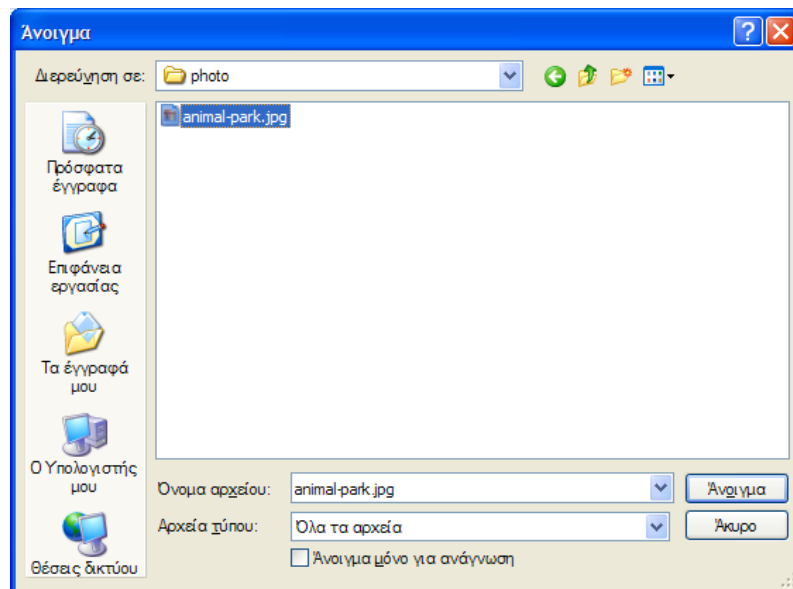 Άνοιγμα
Διερεύνηση σε:
photo
animal-park.jpg
Πρόσφατα
έγγραφα
Επιφάνεια
εργασίας
Τα έγγραφά
μου
Ο Υπολογιστής
μου
Θέσεις δικτύου
Όνομα αρχείου:
animal-park.jpg
Άνοιγμα
Αρχεία τύπου:
Όλα τα αρχεία
Άκυρο
Άνοιγμα μόνο για ανάγνωση